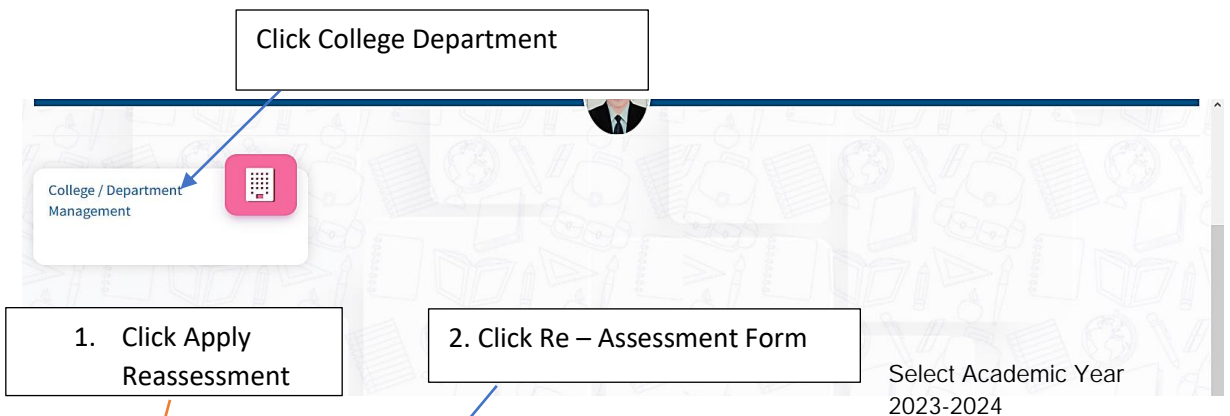 Click College Department
College / Department
Management
1. Click Apply
Reassessment
2. Click Re – Assessment Form
Select Academic Year
2023-2024